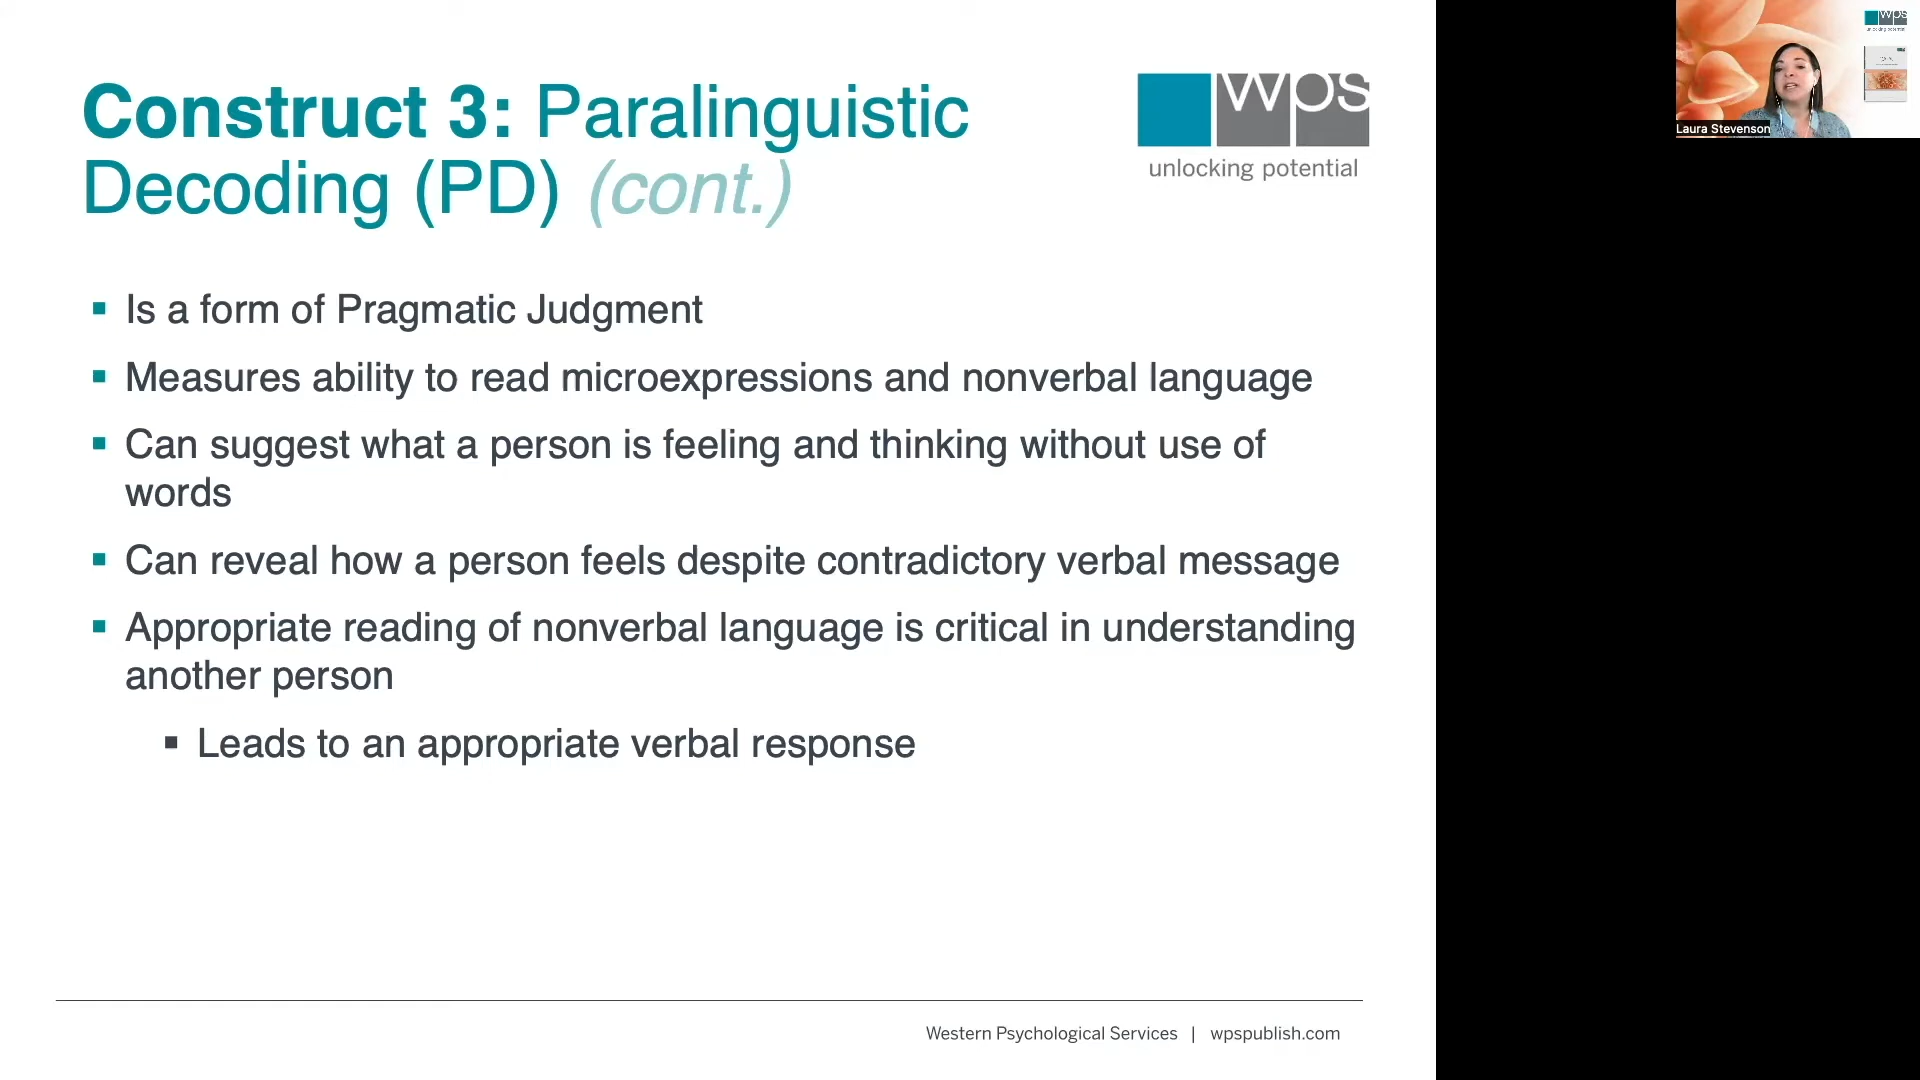 Construct 3: Paralinguistic
Decoding (PD) (cont.)
wps
unlocking potential
▪ Is a form of Pragmatic Judgment
▪ Measures ability to read microexpressions and nonverbal language
▪ Can suggest what a person is feeling and thinking without use of
words
▪ Can reveal how a person feels despite contradictory verbal message
▪ Appropriate reading of nonverbal language is critical in understanding
another person
▪ Leads to an appropriate verbal response
Western Psychological Services | wpspublish.com
wps
unlocking potential
Laura Stevenson